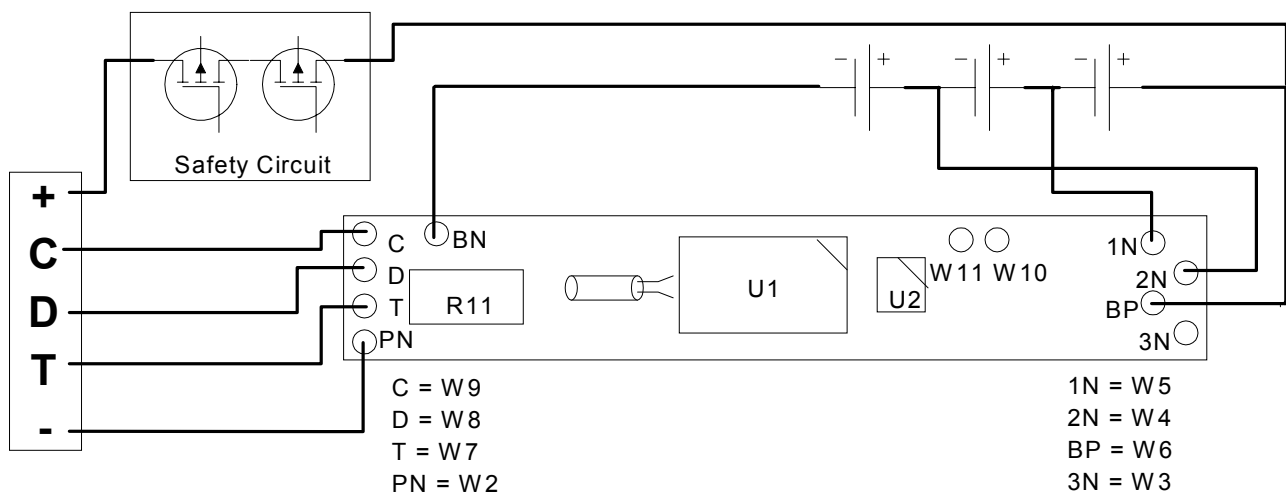 - + - + - +
Safety Circuit
+
C
D
T
-
C
BN
D
T
PN
R11
U1
U2
W11 W10
1N
2N
BP
3N
C = W9
D = W8
T = W7
PN = W2
1N = W5
2N = W4
BP = W6
3N = W3